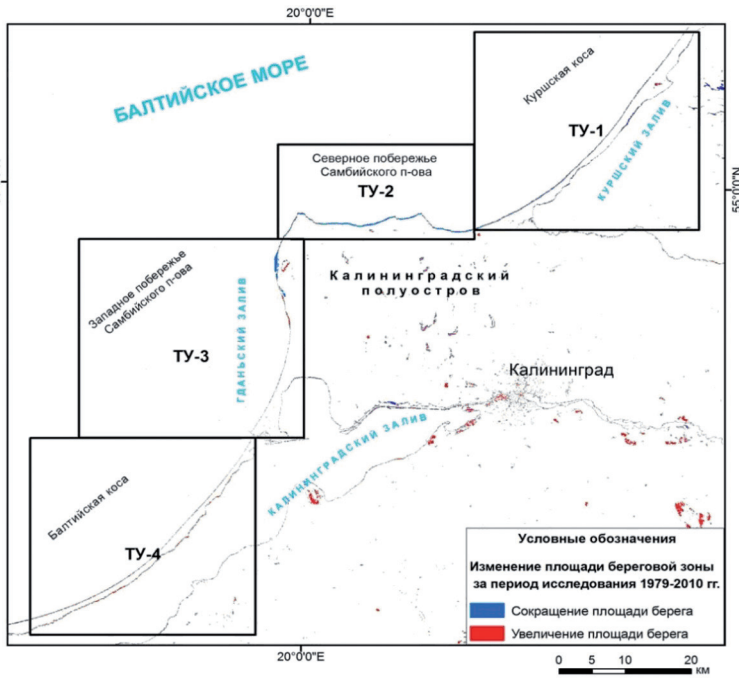 20°0'0"E
БАЛТИЙСКОЕ МОРЕ
Куршская коса
ТУ-1
КУРШСКИЙ ЗАЛИВ
Северное побережье
Самбийского п-ова
ТУ-2
55°0'0"N
Западное побережье
Самбийского п-ова
ТУ-3
ГДАНЬСКИЙ ЗАЛИВ
Калининградский
полуостров
Калининград
КАЛИНИНГРАДСКИЙ ЗАЛИВ
Балтийская коса
ТУ-4
Условные обозначения
Изменение площади береговой зоны
за период исследования 1979-2010 гг.
Сокращение площади берега
Увеличение площади берега
20°0'0"E
0 5 10 20
км